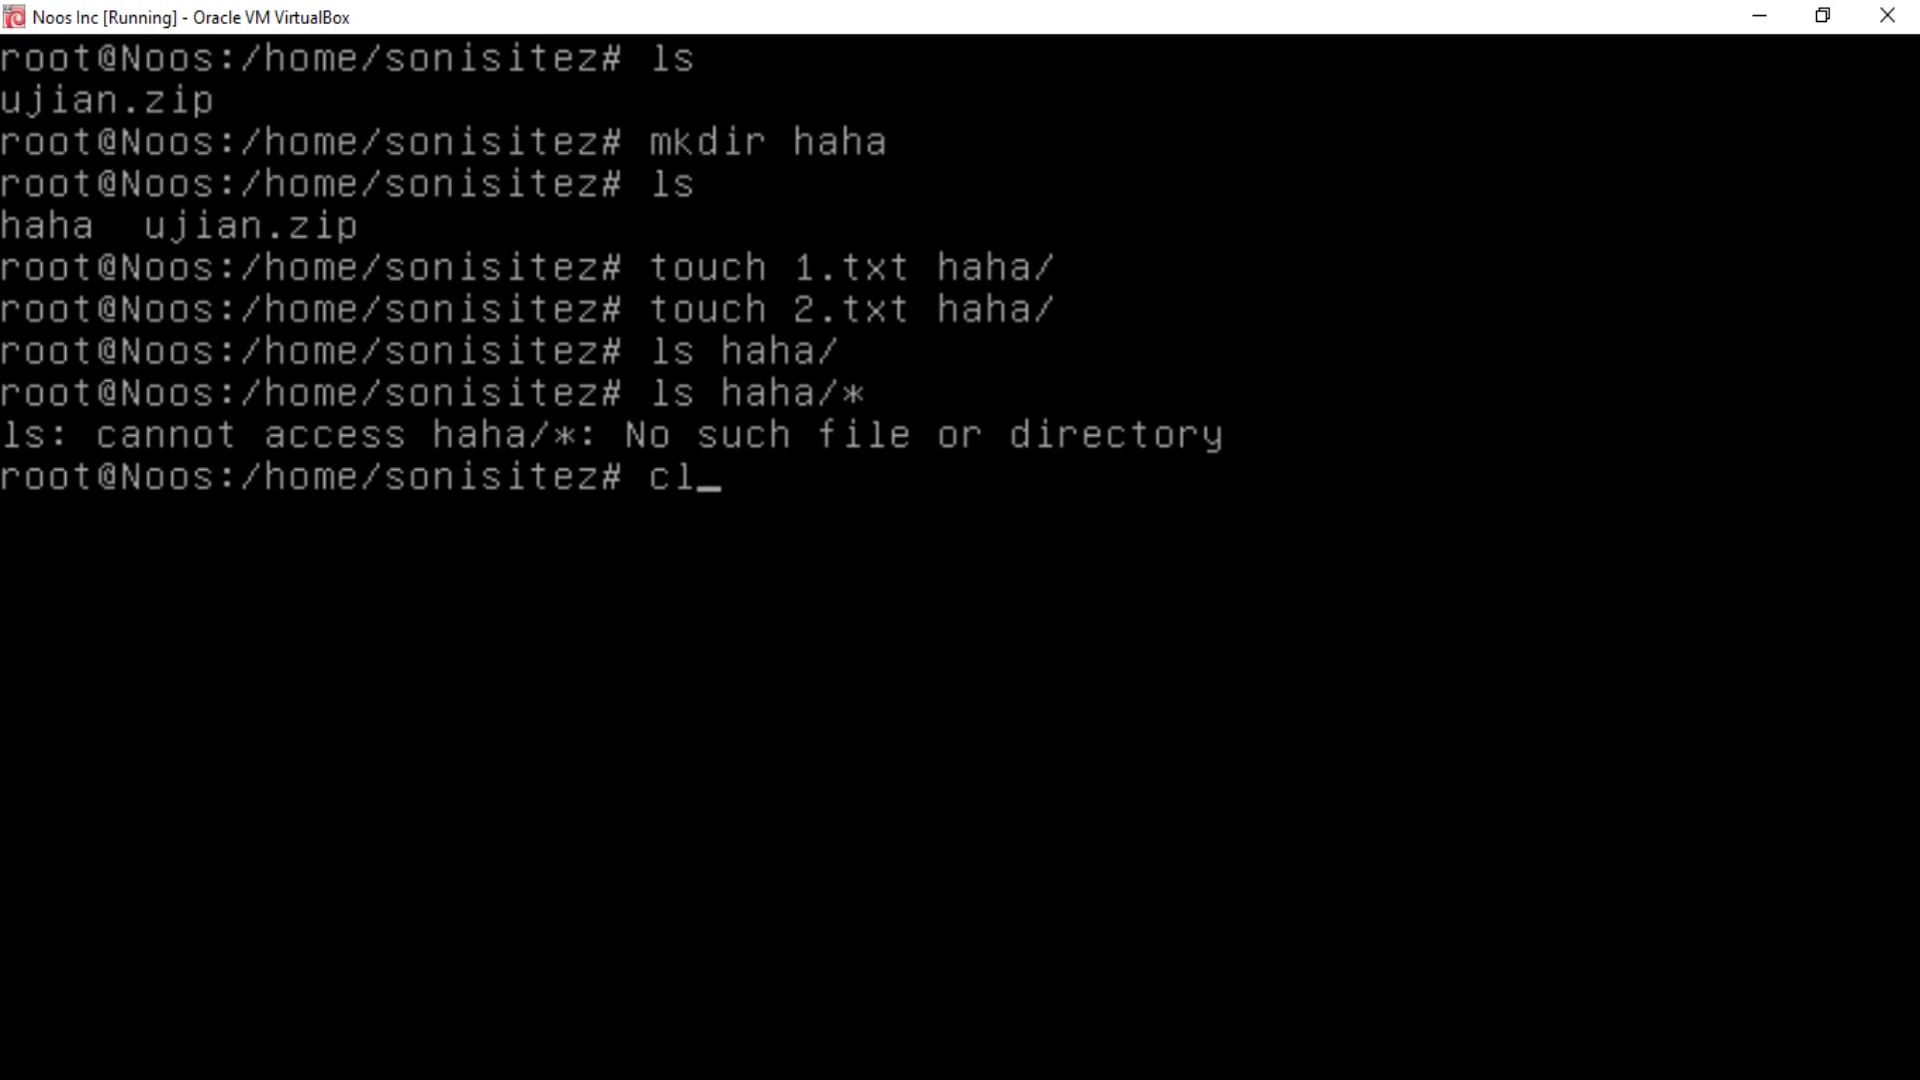 Noos Inc [Running] - Oracle VM VirtualBox
root@Noos:/home/sonisitez# ls
ujian.zip
root@Noos:/home/sonisitez# mkdir haha
root@Noos:/home/sonisitez# ls
haha  ujian.zip
root@Noos:/home/sonisitez# touch 1.txt haha/
root@Noos:/home/sonisitez# touch 2.txt haha/
root@Noos:/home/sonisitez# ls haha/
root@Noos:/home/sonisitez# ls haha/*
ls: cannot access haha/*: No such file or directory
root@Noos:/home/sonisitez# cl_